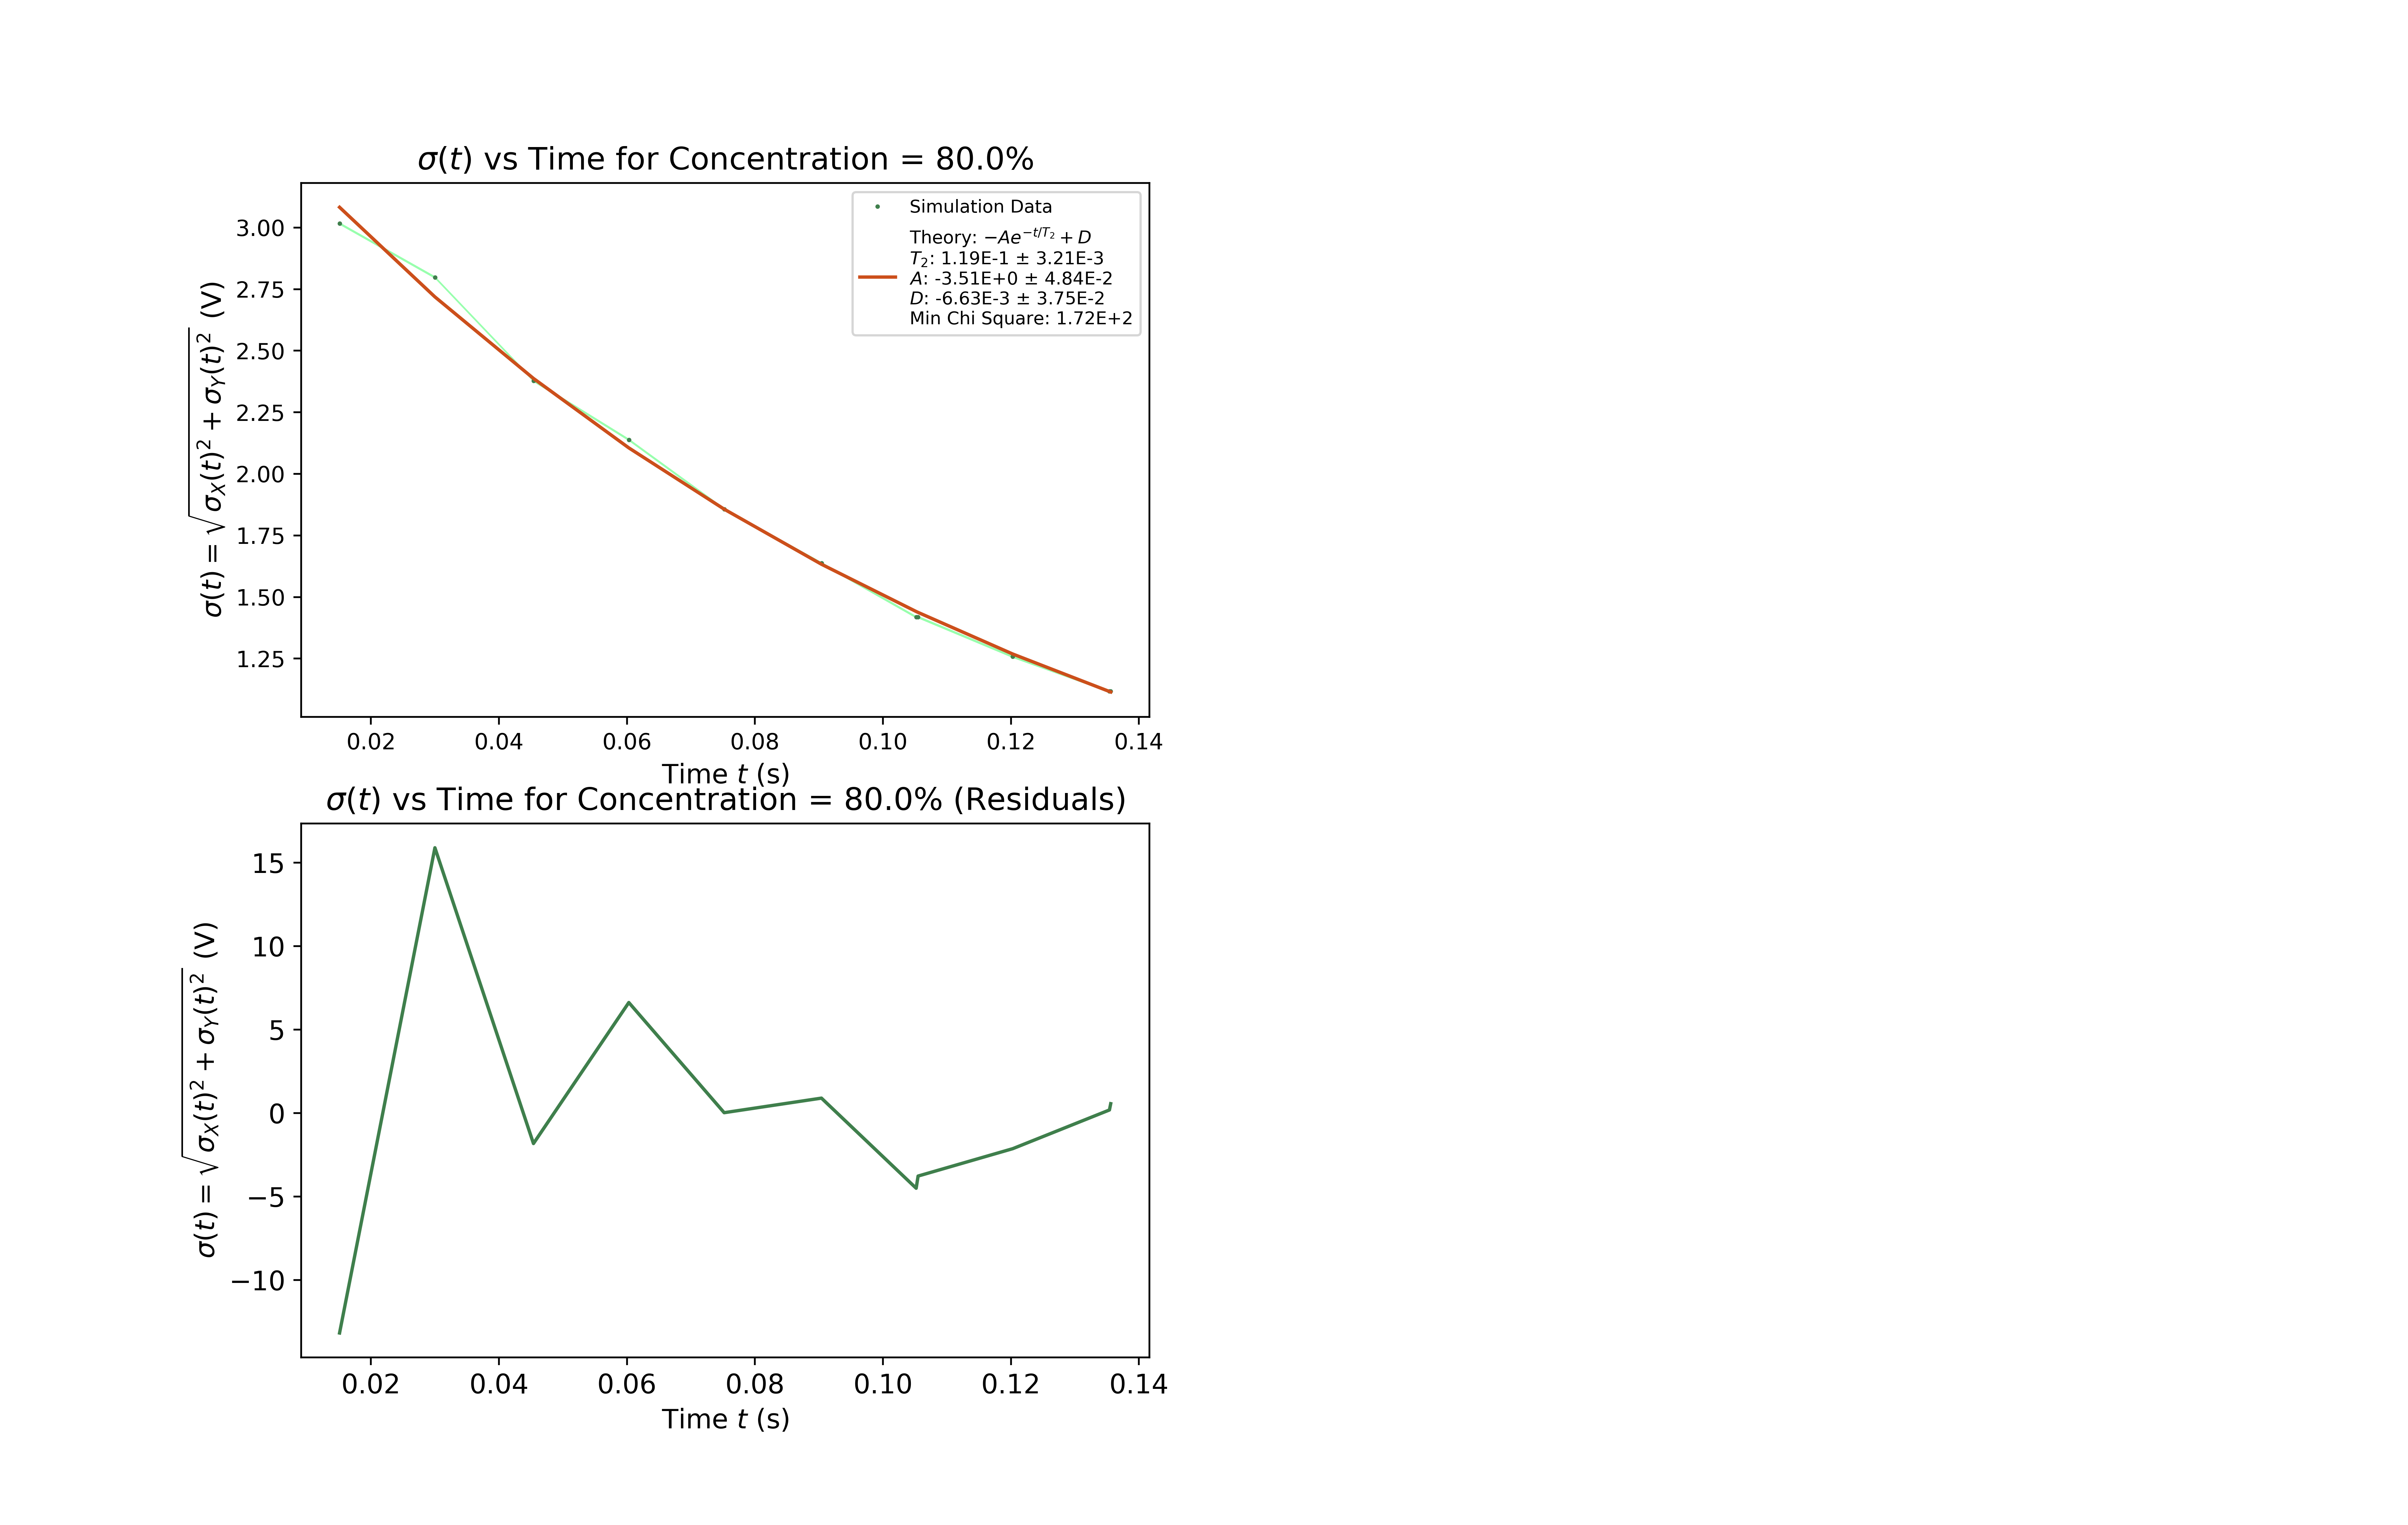 σ(t) vs Time for Concentration = 80.0%
σ(t) = √σ_X(t)² + σ_Y(t)² (V)
3.00
2.75
2.50
2.25
2.00
1.75
1.50
1.25
Simulation Data
Theory: −Ae^{−t/T₂} + D
T₂: 1.19E-1 ± 3.21E-3
A: -3.51E+0 ± 4.84E-2
D: -6.63E-3 ± 3.75E-2
Min Chi Square: 1.72E+2
0.02 0.04 0.06 0.08 0.10 0.12 0.14
Time t (s)
σ(t) vs Time for Concentration = 80.0% (Residuals)
σ(t) = √σ_X(t)² + σ_Y(t)² (V)
15
10
5
0
−5
−10
0.02 0.04 0.06 0.08 0.10 0.12 0.14
Time t (s)